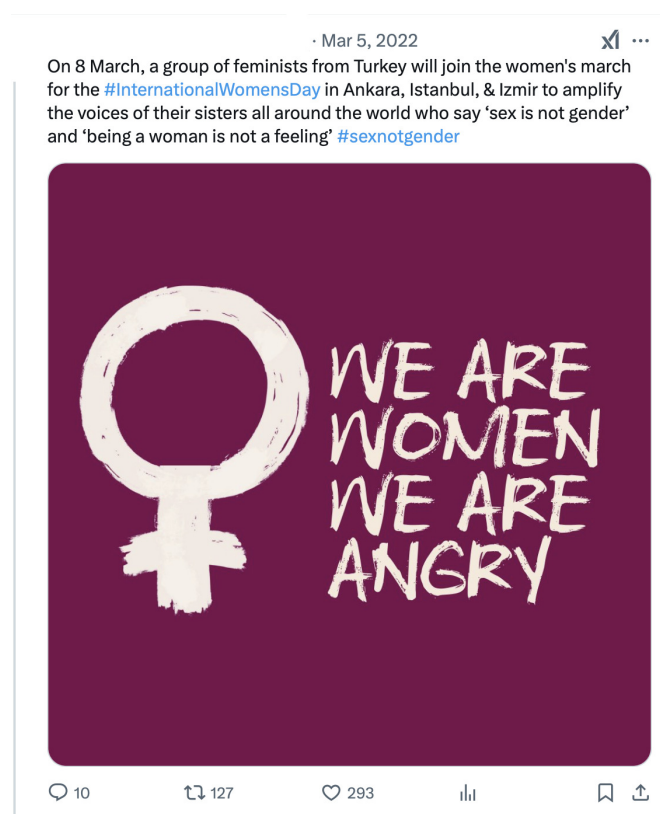 · Mar 5, 2022
On 8 March, a group of feminists from Turkey will join the women's march
for the #InternationalWomensDay in Ankara, Istanbul, & Izmir to amplify
the voices of their sisters all around the world who say ‘sex is not gender’
and ‘being a woman is not a feeling’ #sexnotgender
WE ARE
WOMEN
WE ARE
ANGRY
10 127 293